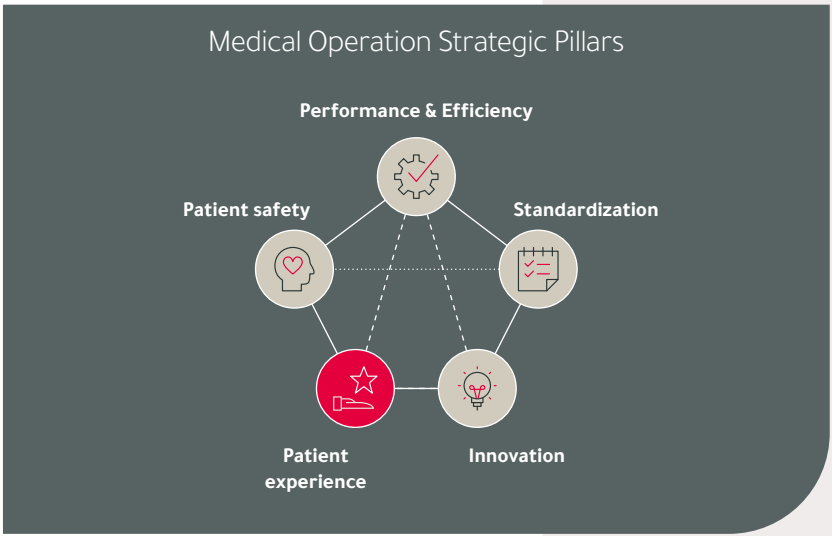 Medical Operation Strategic Pillars
Performance & Efficiency
Patient safety
Standardization
Patient
experience
Innovation